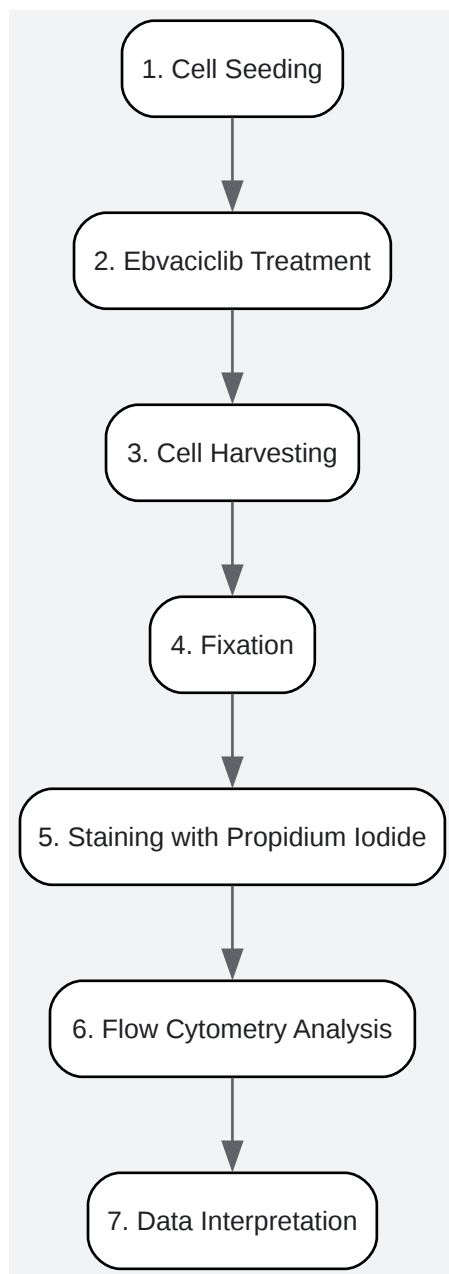 1. Cell Seeding
2. Ebvaciclib Treatment
3. Cell Harvesting
4. Fixation
5. Staining with Propidium Iodide
6. Flow Cytometry Analysis
7. Data Interpretation